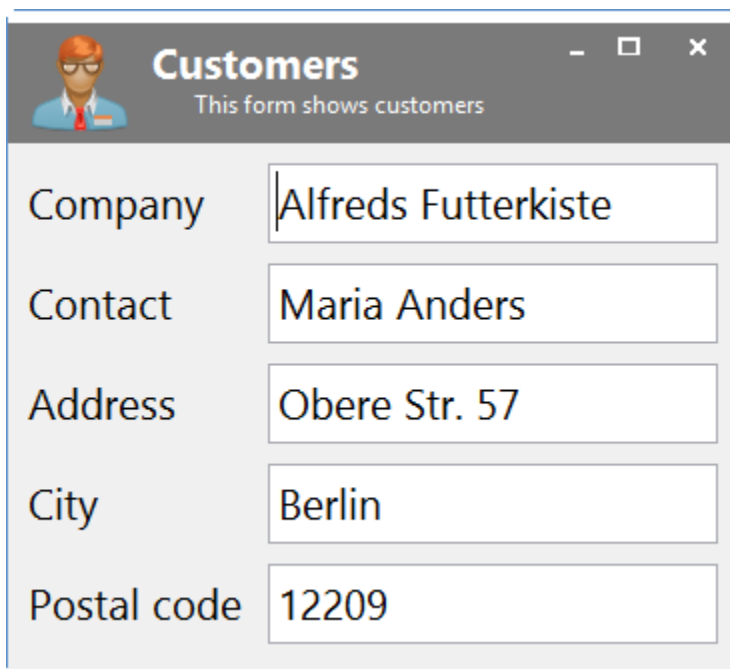 Customers
This form shows customers
Company Alfreds Futterkiste
Contact Maria Anders
Address Obere Str. 57
City Berlin
Postal code 12209